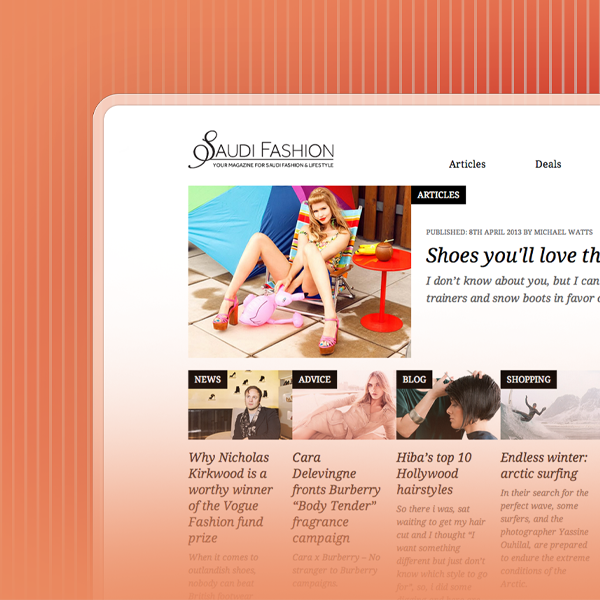 SAUDI FASHION
YOUR MAGAZINE FOR SAUDI FASHION & LIFESTYLE
Articles
Deals
ARTICLES
PUBLISHED: 8TH APRIL 2013 BY MICHAEL WATTS
Shoes you'll love th
I don't know about you, but I can
trainers and snow boots in favor o
NEWS
Why Nicholas
Kirkwood is a
worthy winner
of the Vogue
Fashion fund
prize
When it comes to
outlandish shoes,
nobody can beat
British footwear
ADVICE
Cara
Delevingne
fronts Burberry
“Body Tender”
fragrance
campaign
Cara x Burberry – No
stranger to Burberry
campaigns.
BLOG
Hiba's top 10
Hollywood
hairstyles
So there i was, sat
waiting to get my hair
cut and I thought “I
want something
different but just don't
know which style to go
for”, so, I did some
SHOPPING
Endless winter:
arctic surfing
In their search for the
perfect wave, some
surfers, and the
photographer Yassine
Ouhilal, are prepared
to endure the extreme
conditions of the
Arctic.